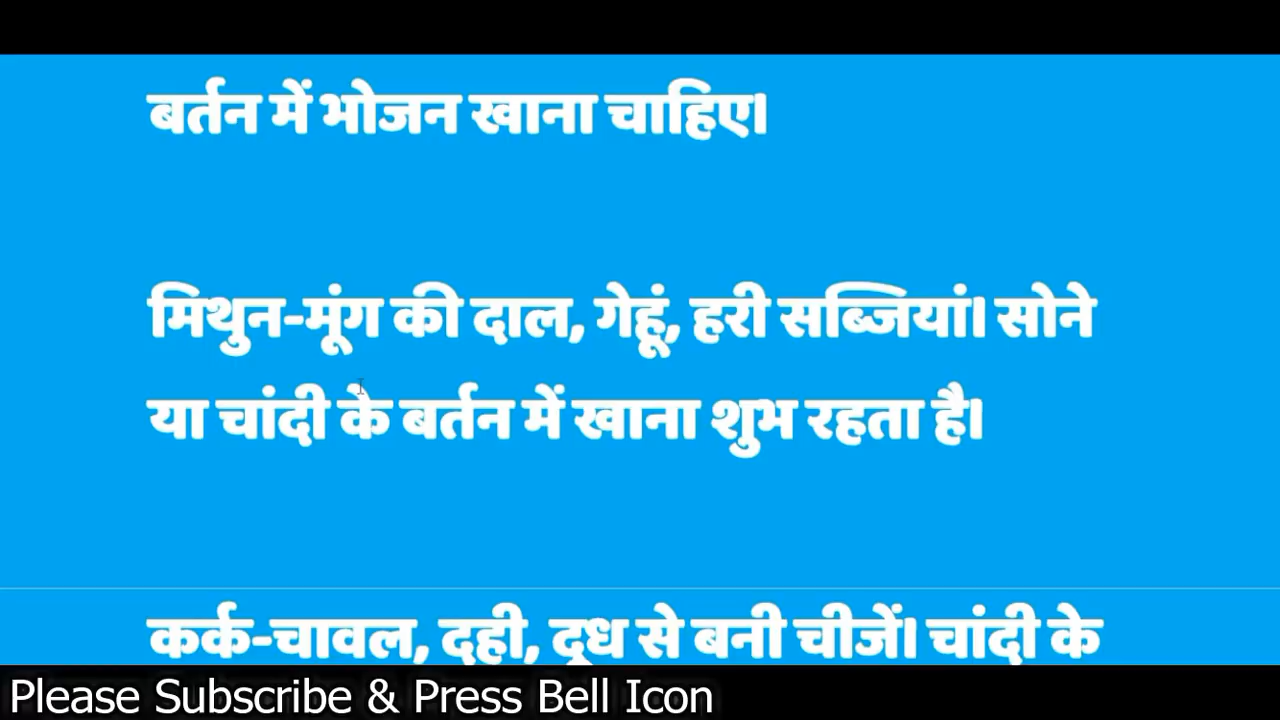 बर्तन में भोजन खाना चाहिए।
मिथुन-मूंग की दाल, गेहूं, हरी सब्जियां। सोने
या चांदी के बर्तन में खाना शुभ रहता है।
कर्क-चावल, दही, दूध से बनी चीजें। चांदी के
Please Subscribe & Press Bell Icon